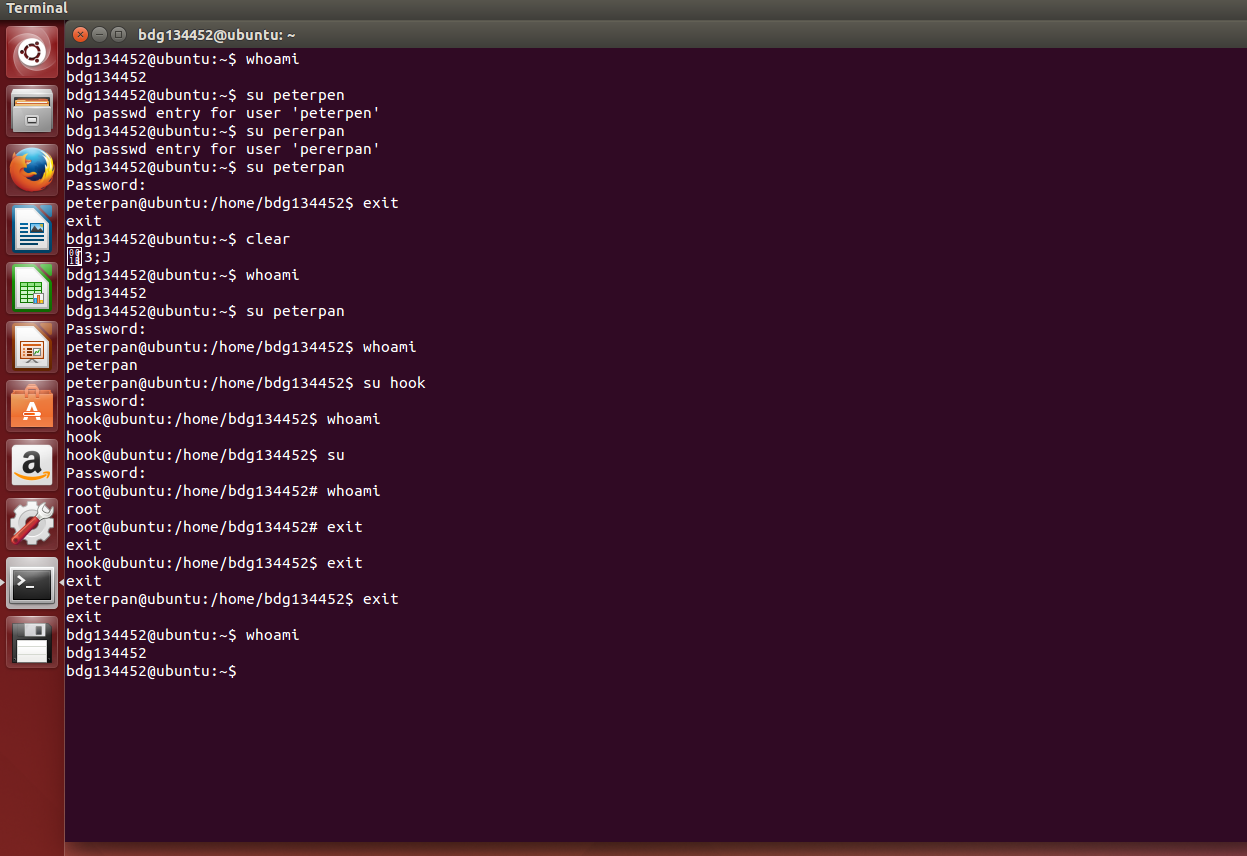 Terminal
bdg134452@ubuntu: ~
bdg134452@ubuntu:~$ whoami
bdg134452
bdg134452@ubuntu:~$ su peterpen
No passwd entry for user 'peterpen'
bdg134452@ubuntu:~$ su pererpan
No passwd entry for user 'pererpan'
bdg134452@ubuntu:~$ su peterpan
Password:
peterpan@ubuntu:/home/bdg134452$ exit
exit
bdg134452@ubuntu:~$ clear
3;J
bdg134452@ubuntu:~$ whoami
bdg134452
bdg134452@ubuntu:~$ su peterpan
Password:
peterpan@ubuntu:/home/bdg134452$ whoami
peterpan
peterpan@ubuntu:/home/bdg134452$ su hook
Password:
hook@ubuntu:/home/bdg134452$ whoami
hook
hook@ubuntu:/home/bdg134452$ su
Password:
root@ubuntu:/home/bdg134452# whoami
root
root@ubuntu:/home/bdg134452# exit
exit
hook@ubuntu:/home/bdg134452$ exit
exit
peterpan@ubuntu:/home/bdg134452$ exit
exit
bdg134452@ubuntu:~$ whoami
bdg134452
bdg134452@ubuntu:~$